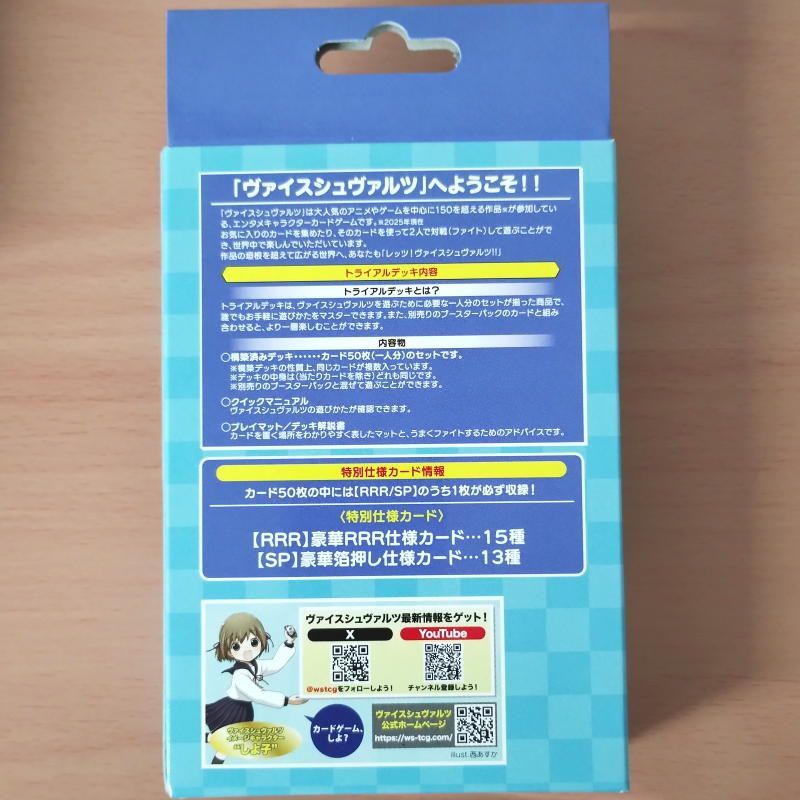 「ヴァイスシュヴァルツ」へようこそ!!
「ヴァイスシュヴァルツ」は大人気のアニメやゲームを中心に150を超える作品※が参加して
いる、エンタメキャラクターカードゲームです。※2025年現在
お気に入りのカードを集めたり、そのカードを使って2人で対戦(ファイト)して遊ぶことがで
き、世界中で楽しんでいただいています。
作品の垣根を超えて広がる世界へ、あなたも「レッツ!ヴァイスシュヴァルツ!!」
トライアルデッキ内容
トライアルデッキとは?
トライアルデッキは、ヴァイスシュヴァルツを遊ぶために必要な一人分のセットが揃った商品で、
誰でもお手軽に遊びかたをマスターできます。また、別売りのブースターパックのカードと組み
合わせると、より一層楽しむことができます。
内容物
○構築済みデッキ……カード50枚(一人分)のセットです。
※構築デッキの性質上、同じカードが複数入っています。
※デッキの中身は(当たりカードを除き)どれも同じです。
※別売りのブースターパックと混ぜて遊ぶことができます。
○クイックマニュアル
ヴァイスシュヴァルツの遊びかたが確認できます。
○プレイマット/デッキ解説書
カードを置く場所をわかりやすく表したマットと、うまくファイトするためのアドバイスです。
特別仕様カード情報
カード50枚の中には【RRR/SP】のうち1枚が必ず収録!
〈特別仕様カード〉
【RRR】豪華RRR仕様カード…15種
【SP】豪華箔押し仕様カード…13種
ヴァイスシュヴァルツ最新情報をゲット!
X YouTube
@wstcgをフォローしよう! チャンネル登録しよう!
ヴァイスシュヴァルツ
イメージキャラクター
"しよ子"
カードゲーム、
しよ?
ヴァイスシュヴァルツ
公式ホームページ
https://ws-tcg.com/
illust.西あすか